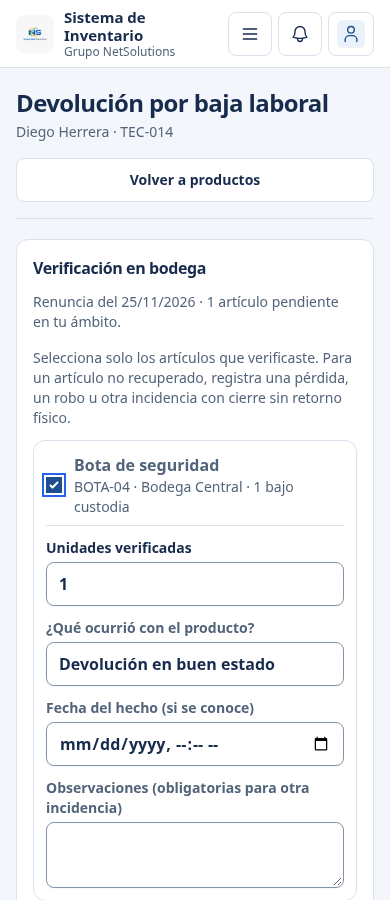 Sistema de
Inventario
Grupo NetSolutions
Devolución por baja laboral
Diego Herrera · TEC-014
Volver a productos
Verificación en bodega
Renuncia del 25/11/2026 · 1 artículo pendiente
en tu ámbito.
Selecciona solo los artículos que verificaste. Para
un artículo no recuperado, registra una pérdida,
un robo u otra incidencia con cierre sin retorno
físico.
Bota de seguridad
BOTA-04 · Bodega Central · 1 bajo
custodia
Unidades verificadas
1
¿Qué ocurrió con el producto?
Devolución en buen estado
Fecha del hecho (si se conoce)
mm/dd/yyyy, --:-- --
Observaciones (obligatorias para otra
incidencia)